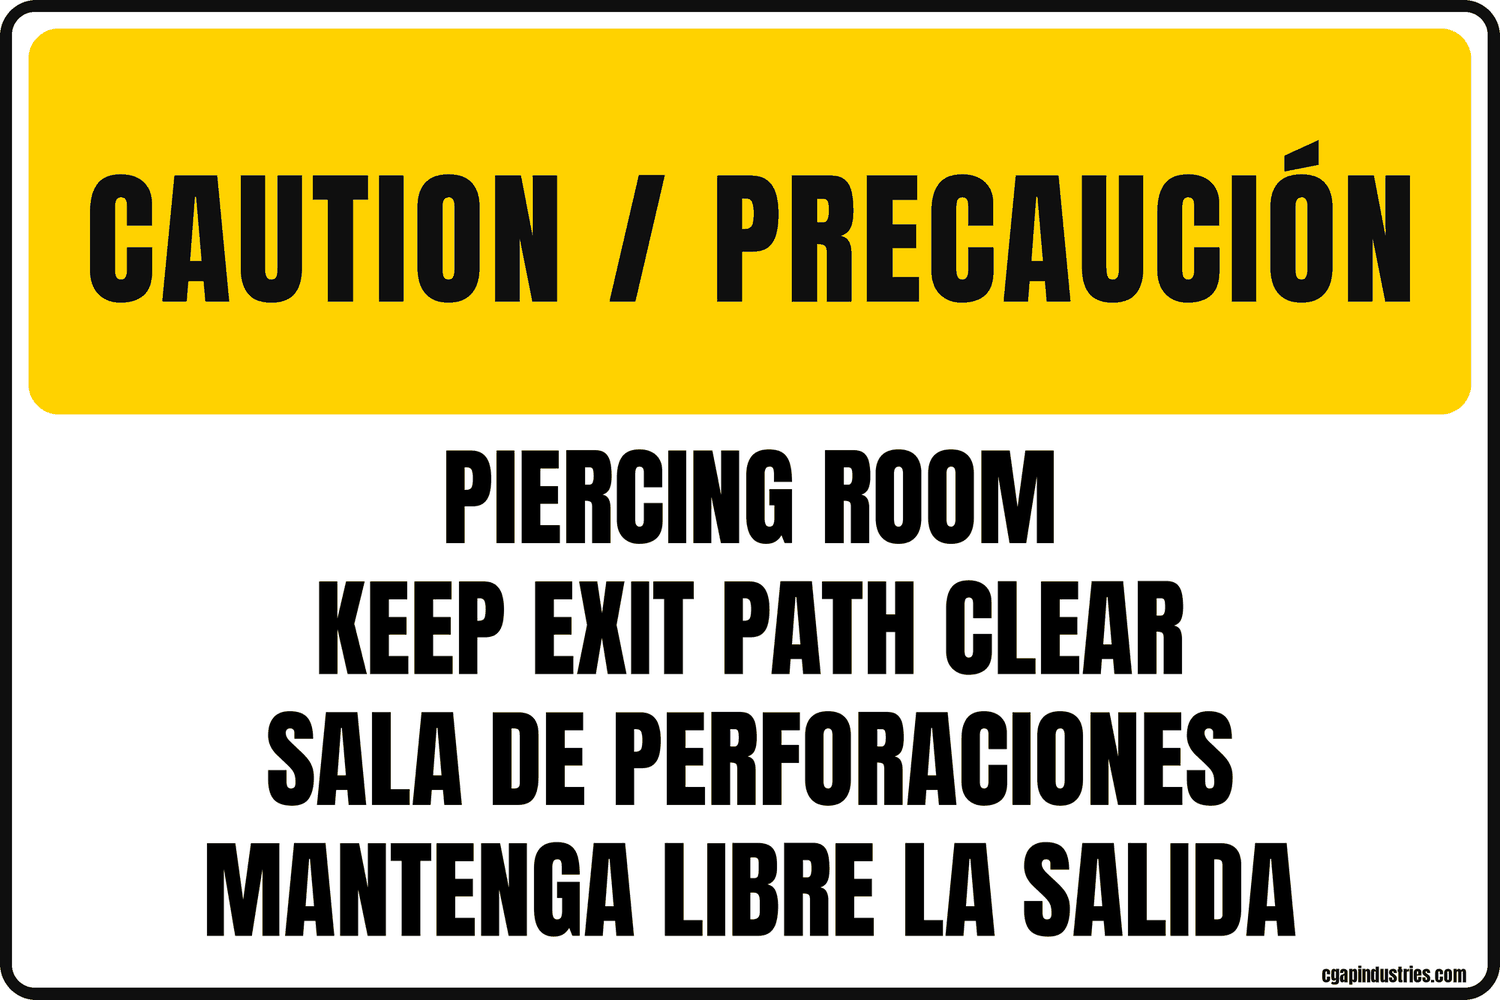 CAUTION / PRECAUCIÓN
PIERCING ROOM
KEEP EXIT PATH CLEAR
SALA DE PERFORACIONES
MANTENGA LIBRE LA SALIDA
cgapindustries.com